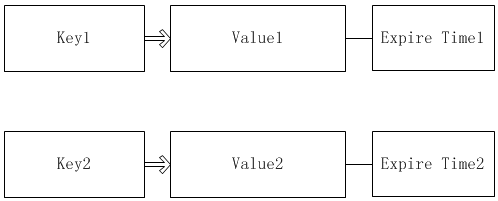 Key1 Value1 Expire Time1
Key2 Value2 Expire Time2